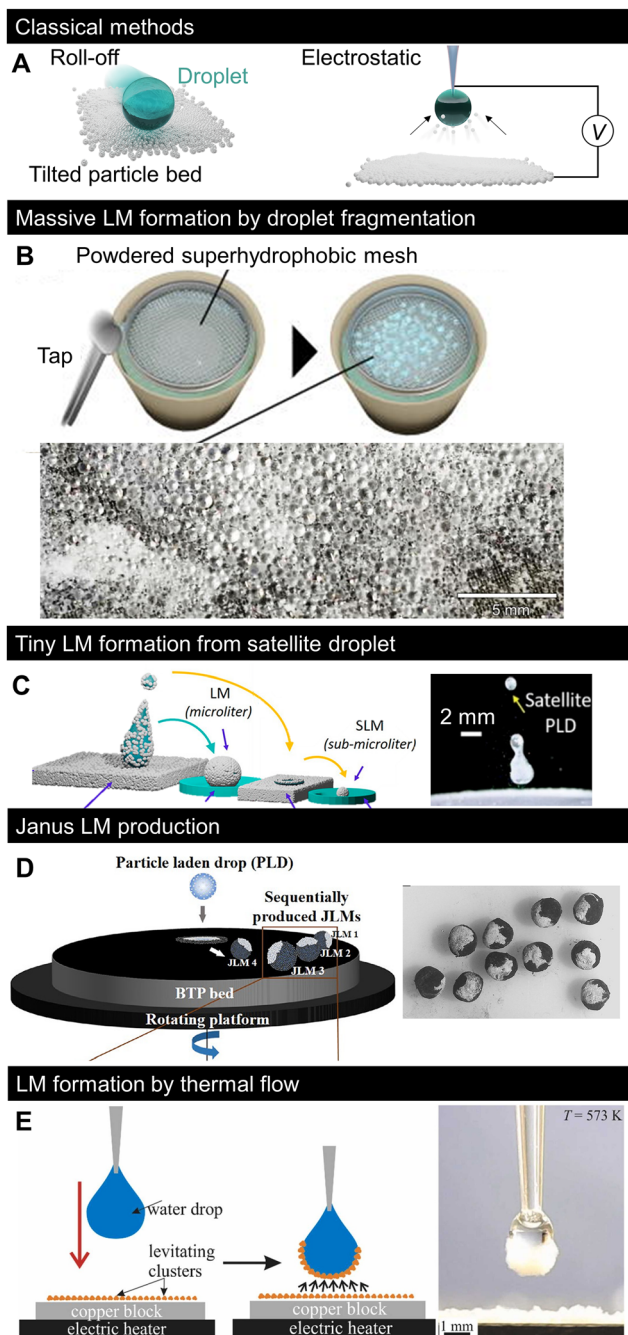 Classical methods
A
Roll-off
Droplet
Tilted particle bed
Electrostatic
V
Massive LM formation by droplet fragmentation
B
Powdered superhydrophobic mesh
Tap
5 mm
Tiny LM formation from satellite droplet
C
LM
(microliter)
SLM
(sub-microliter)
Satellite
PLD
2 mm
Janus LM production
D
Particle laden drop (PLD)
Sequentially
produced JLMs
JLM 1
JLM 2
JLM 3
JLM 4
BTP bed
Rotating platform
LM formation by thermal flow
E
water drop
levitating
clusters
copper block
electric heater
copper block
electric heater
T = 573 K
1 mm